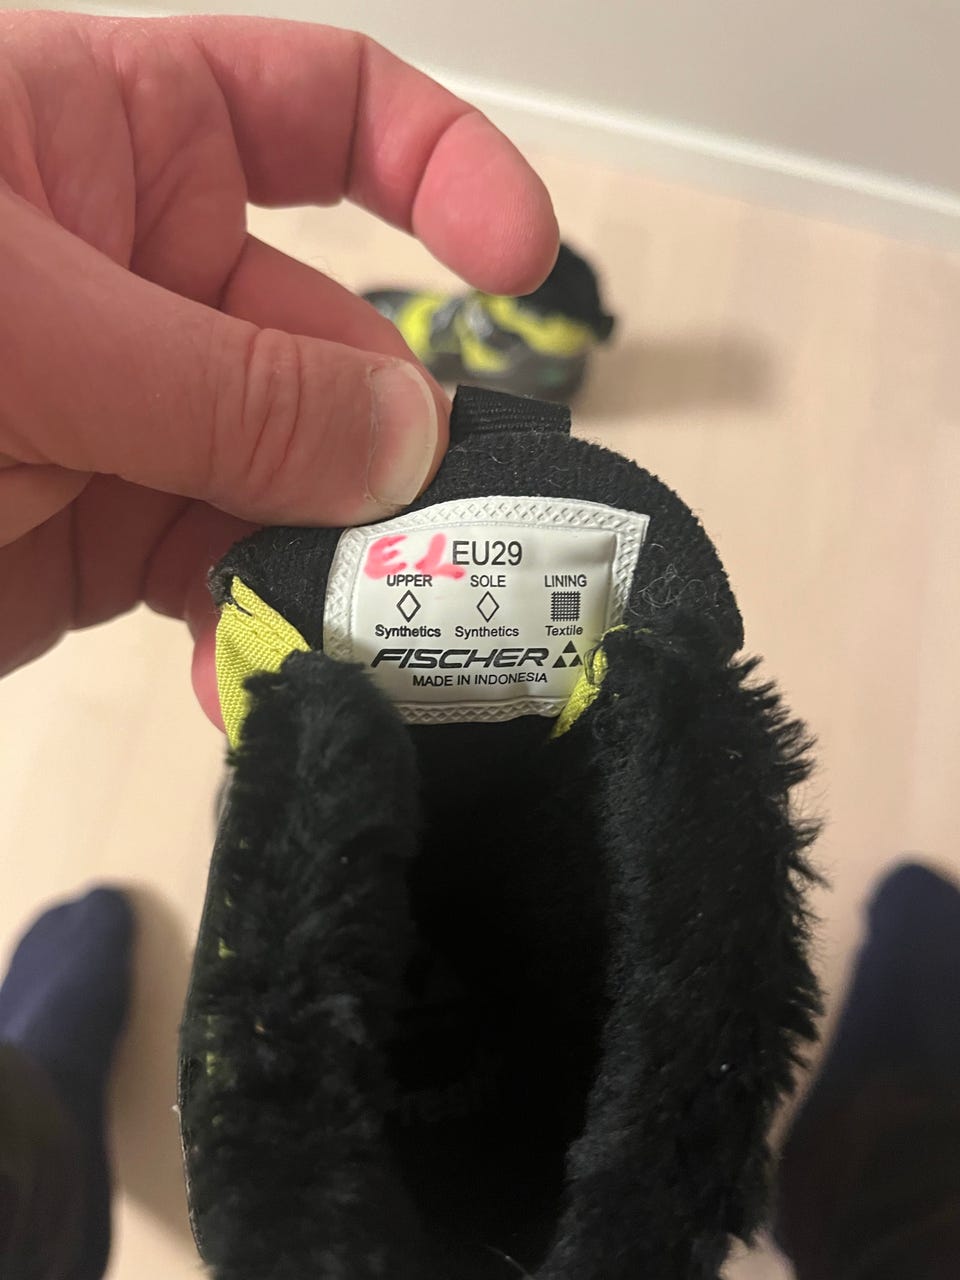 EL EU29
UPPER SOLE LINING
Synthetics Synthetics Textile
FISCHER
MADE IN INDONESIA